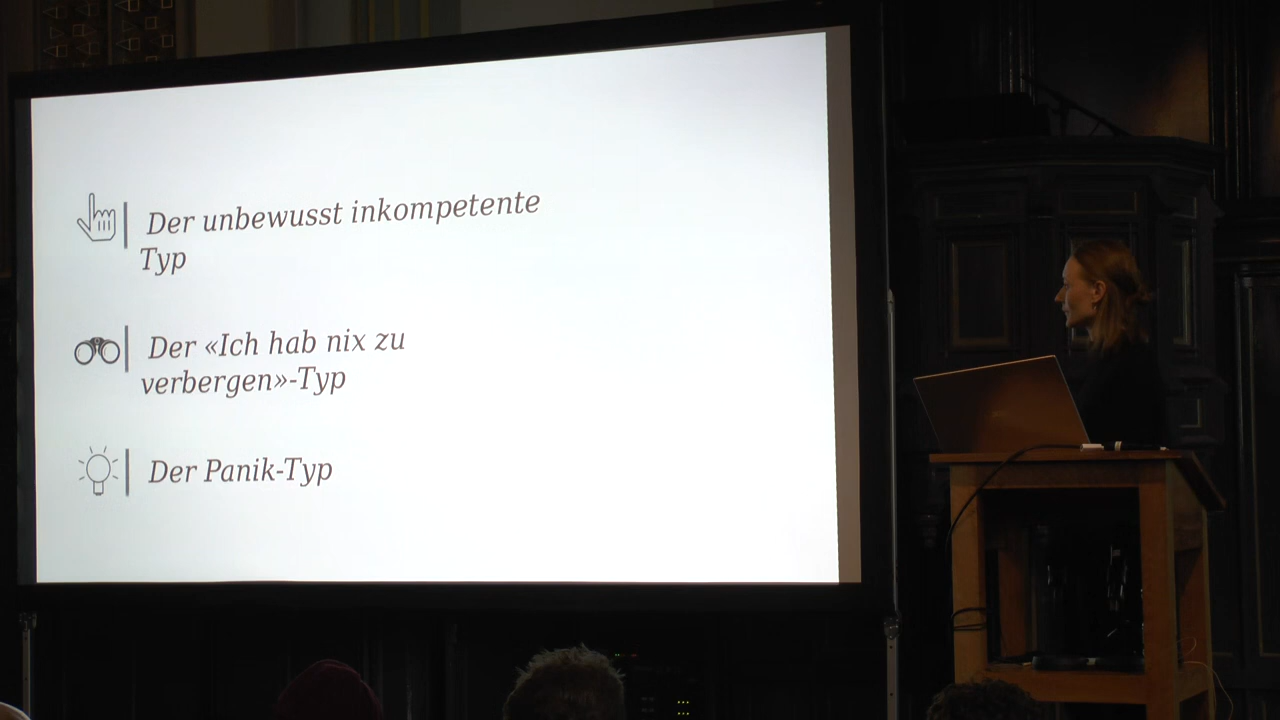 Der unbewusst inkompetente
Typ
Der «Ich hab nix zu
verbergen»-Typ
Der Panik-Typ